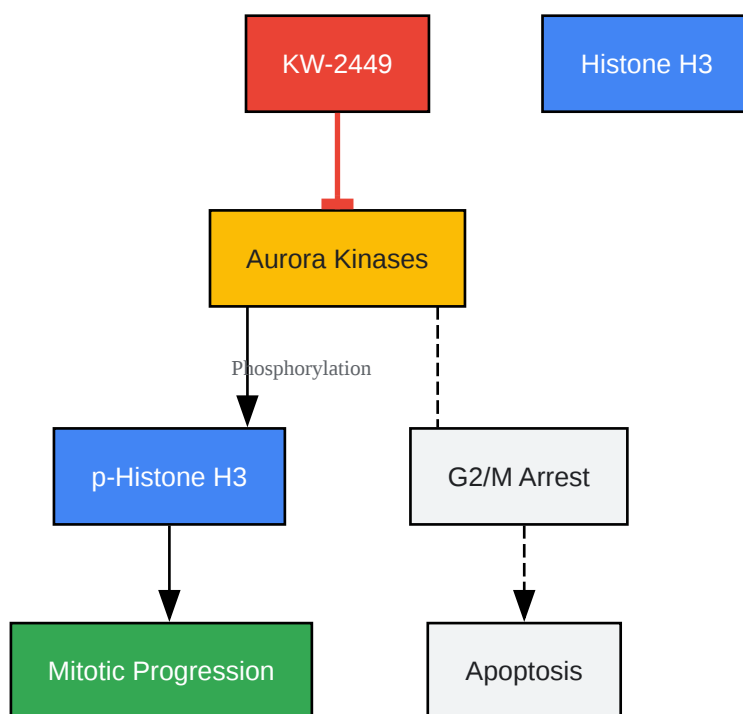 KW-2449
Histone H3
Aurora Kinases
Phosphorylation
p-Histone H3
G2/M Arrest
Mitotic Progression
Apoptosis